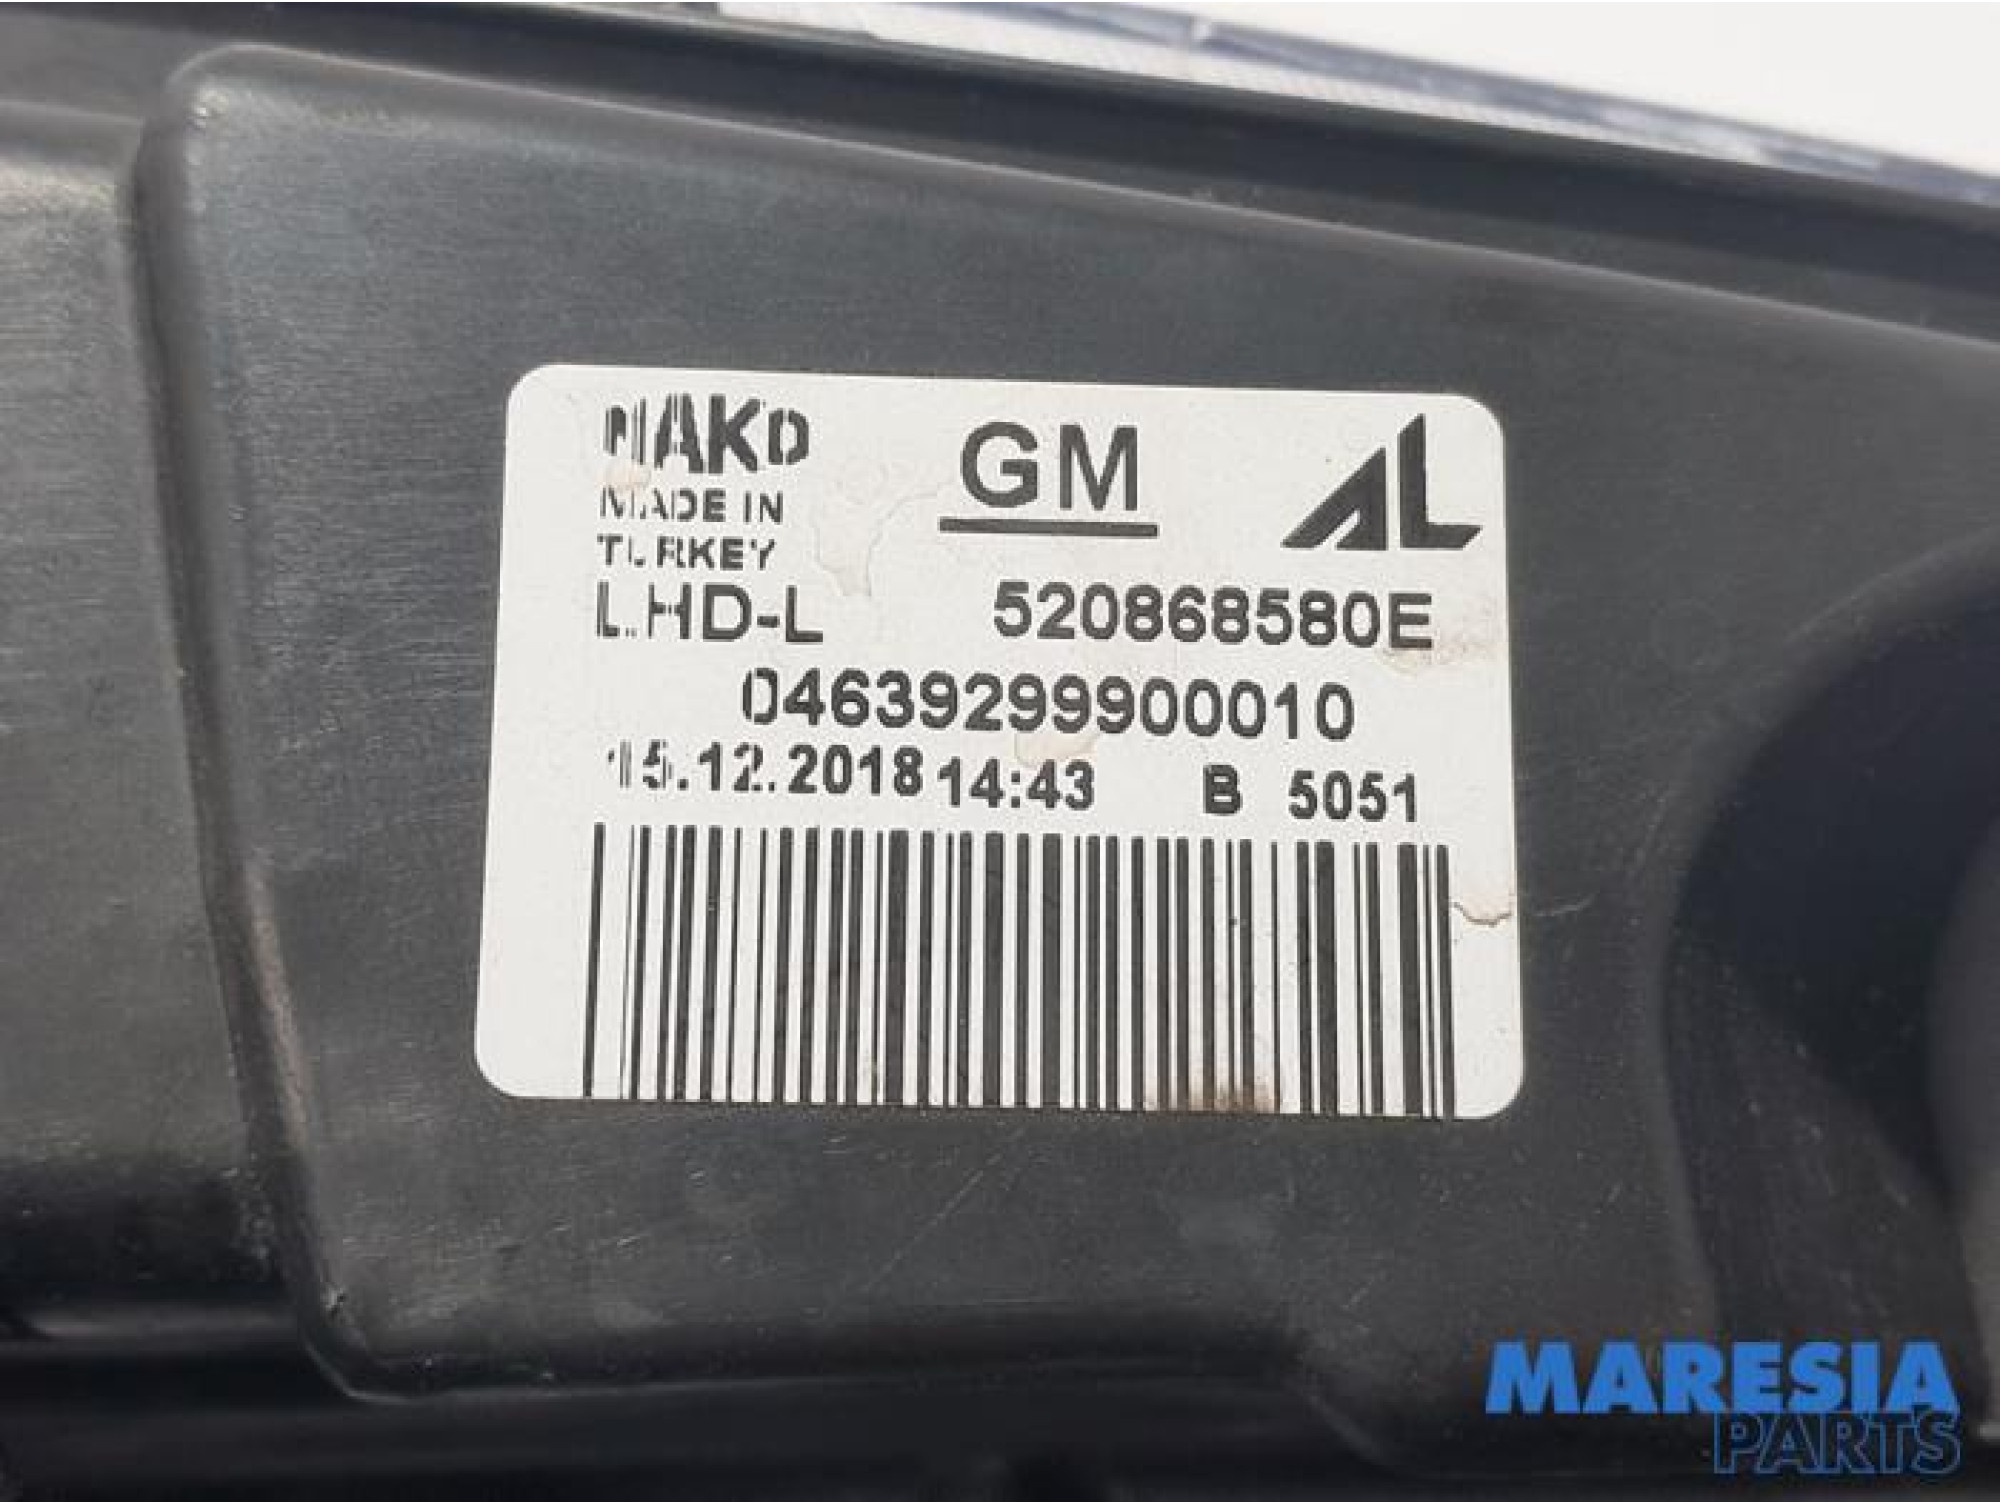 MAKO GM AL
MADE IN
TURKEY
LHD-L 520868580E
04639299900010
15.12.2018 14:43 B 5051
MARESIA
PARTS